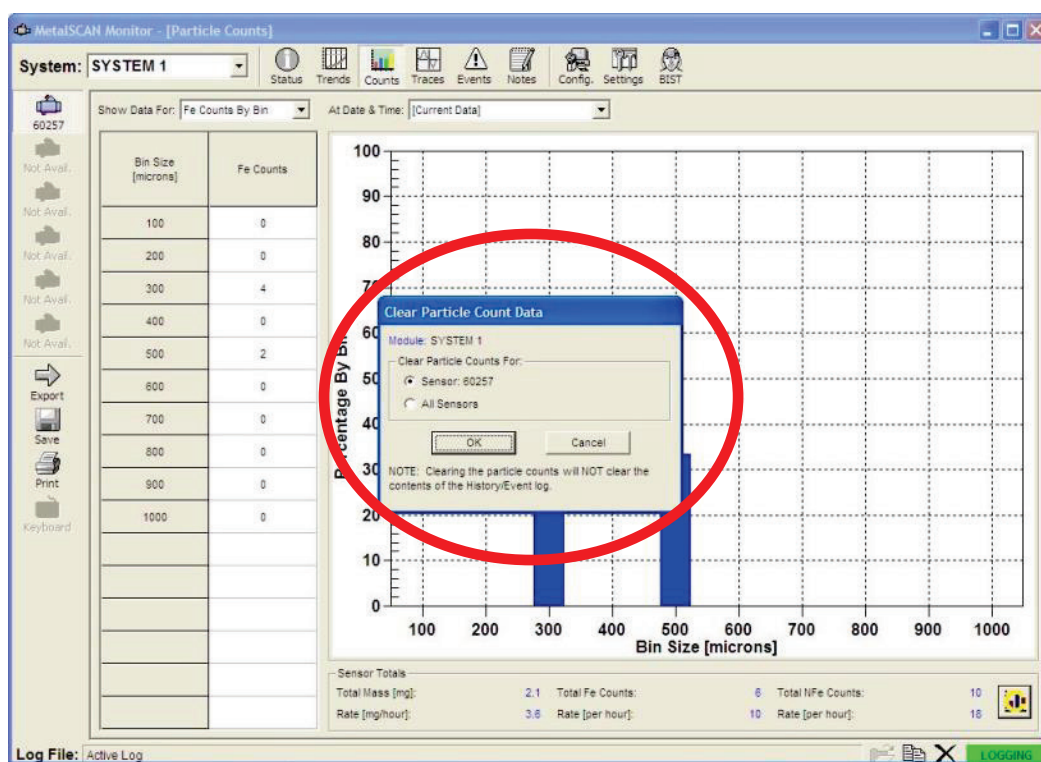 MetalSCAN Monitor - [Particle Counts]
System: SYSTEM 1
Status Trends Counts Traces Events Notes Config. Settings BIST
60257
Not Avail.
Not Avail.
Not Avail.
Not Avail.
Not Avail.
Export
Save
Print
Keyboard
Show Data For: Fe Counts By Bin At Date & Time: [Current Data]
Bin Size [microns] Fe Counts
100 0
200 0
300 4
400 0
500 2
600 0
700 0
800 0
900 0
1000 0
Percentage By Bin
100
90
80
70
60
50
40
30
20
10
0
100 200 300 400 500 600 700 800 900 1000
Bin Size [microns]
Clear Particle Count Data
Module: SYSTEM 1
Clear Particle Counts For:
Sensor: 60257
All Sensors
OK Cancel
NOTE: Clearing the particle counts will NOT clear the
contents of the History/Event log.
Sensor Totals
Total Mass [mg]: 2.1 Total Fe Counts: 6 Total NFe Counts: 10
Rate [mg/hour]: 3.6 Rate [per hour]: 10 Rate [per hour]: 16
Log File: Active Log LOGGING